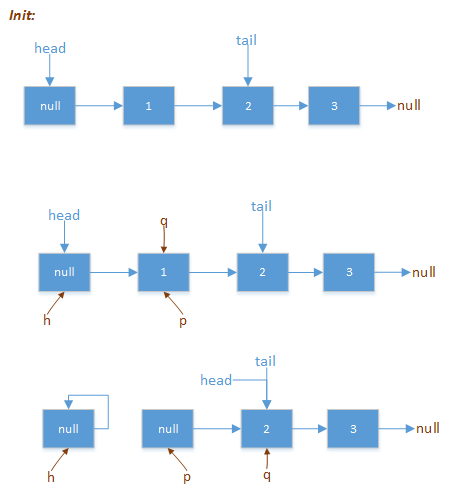 Init:
head
tail
null 1 2 3 null
head
q
tail
null 1 2 3 null
h
p
tail
head
null null 2 3 null
h
p
q